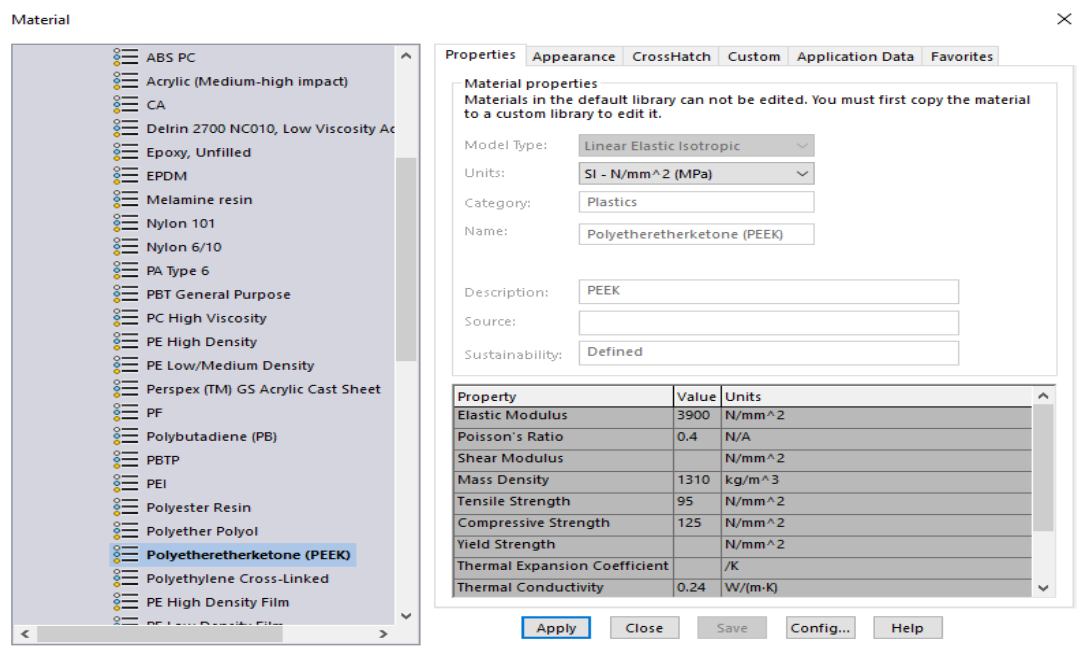 Material
ABS PC
Acrylic (Medium-high impact)
CA
Delrin 2700 NC010, Low Viscosity Ac
Epoxy, Unfilled
EPDM
Melamine resin
Nylon 101
Nylon 6/10
PA Type 6
PBT General Purpose
PC High Viscosity
PE High Density
PE Low/Medium Density
Perspex (TM) GS Acrylic Cast Sheet
PF
Polybutadiene (PB)
PBTP
PEI
Polyester Resin
Polyether Polyol
Polyetheretherketone (PEEK)
Polyethylene Cross-Linked
PE High Density Film
PE Low Density Film
Properties Appearance CrossHatch Custom Application Data Favorites
Material properties
Materials in the default library can not be edited. You must first copy the material
to a custom library to edit it.
Model Type: Linear Elastic Isotropic
Units: SI - N/mm^2 (MPa)
Category: Plastics
Name: Polyetheretherketone (PEEK)
Description: PEEK
Source:
Sustainability: Defined
Property Value Units
Elastic Modulus 3900 N/mm^2
Poisson's Ratio 0.4 N/A
Shear Modulus N/mm^2
Mass Density 1310 kg/m^3
Tensile Strength 95 N/mm^2
Compressive Strength 125 N/mm^2
Yield Strength N/mm^2
Thermal Expansion Coefficient /K
Thermal Conductivity 0.24 W/(m·K)
Apply Close Save Config... Help